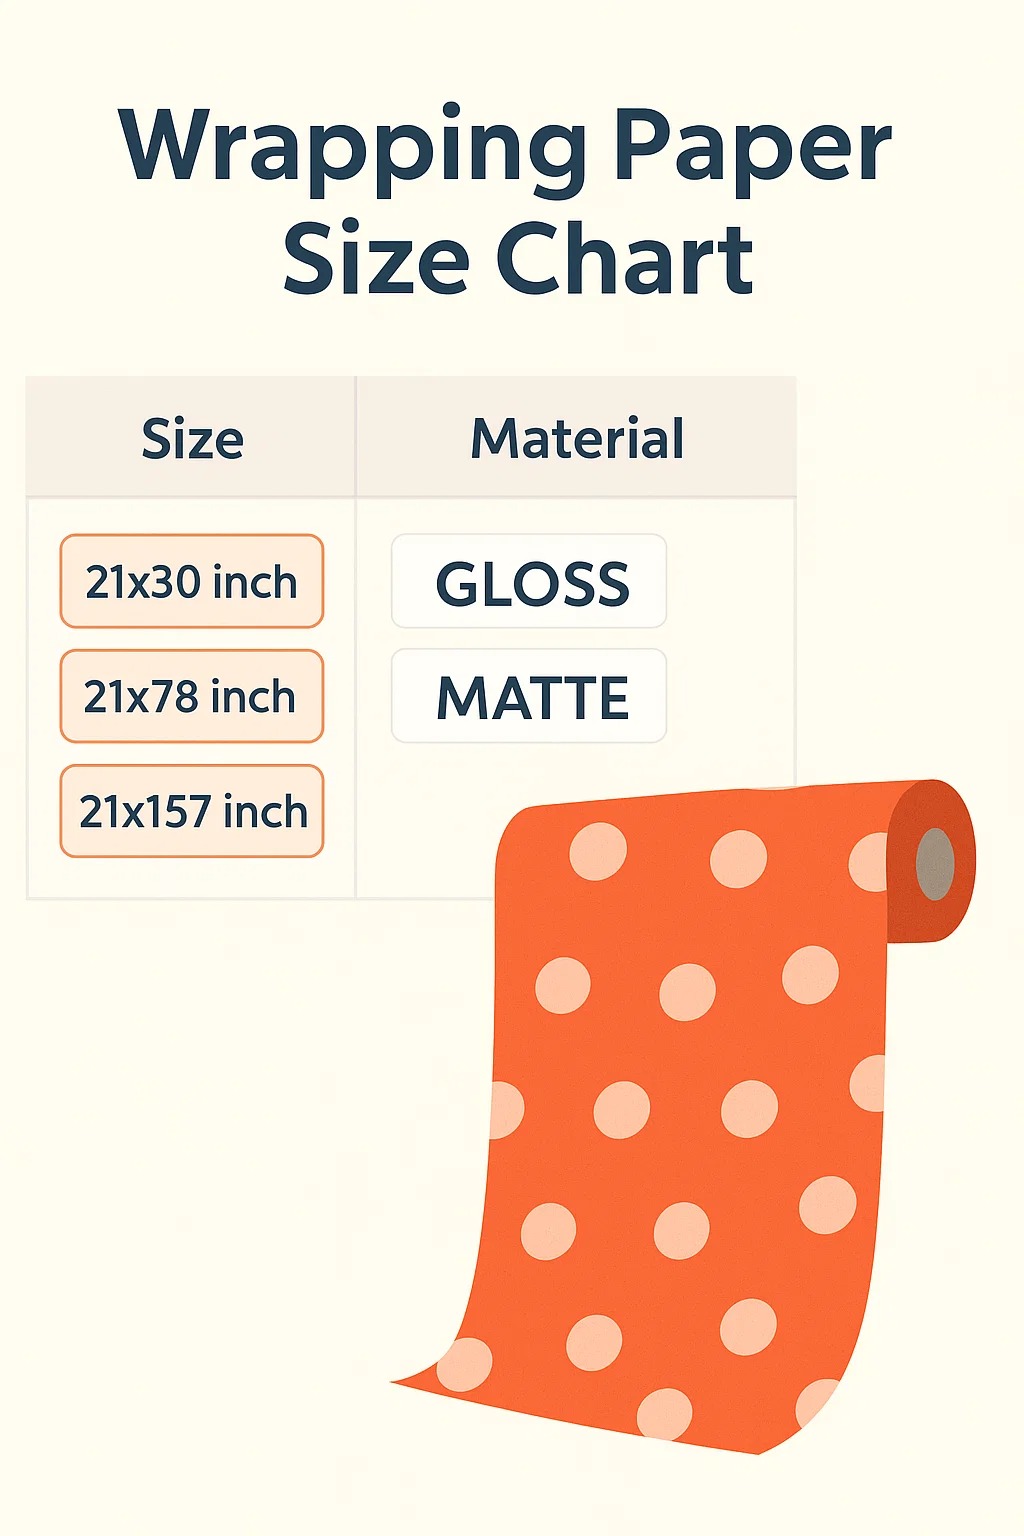 Wrapping Paper
Size Chart
Size
Material
21x30 inch
GLOSS
21x78 inch
MATTE
21x157 inch